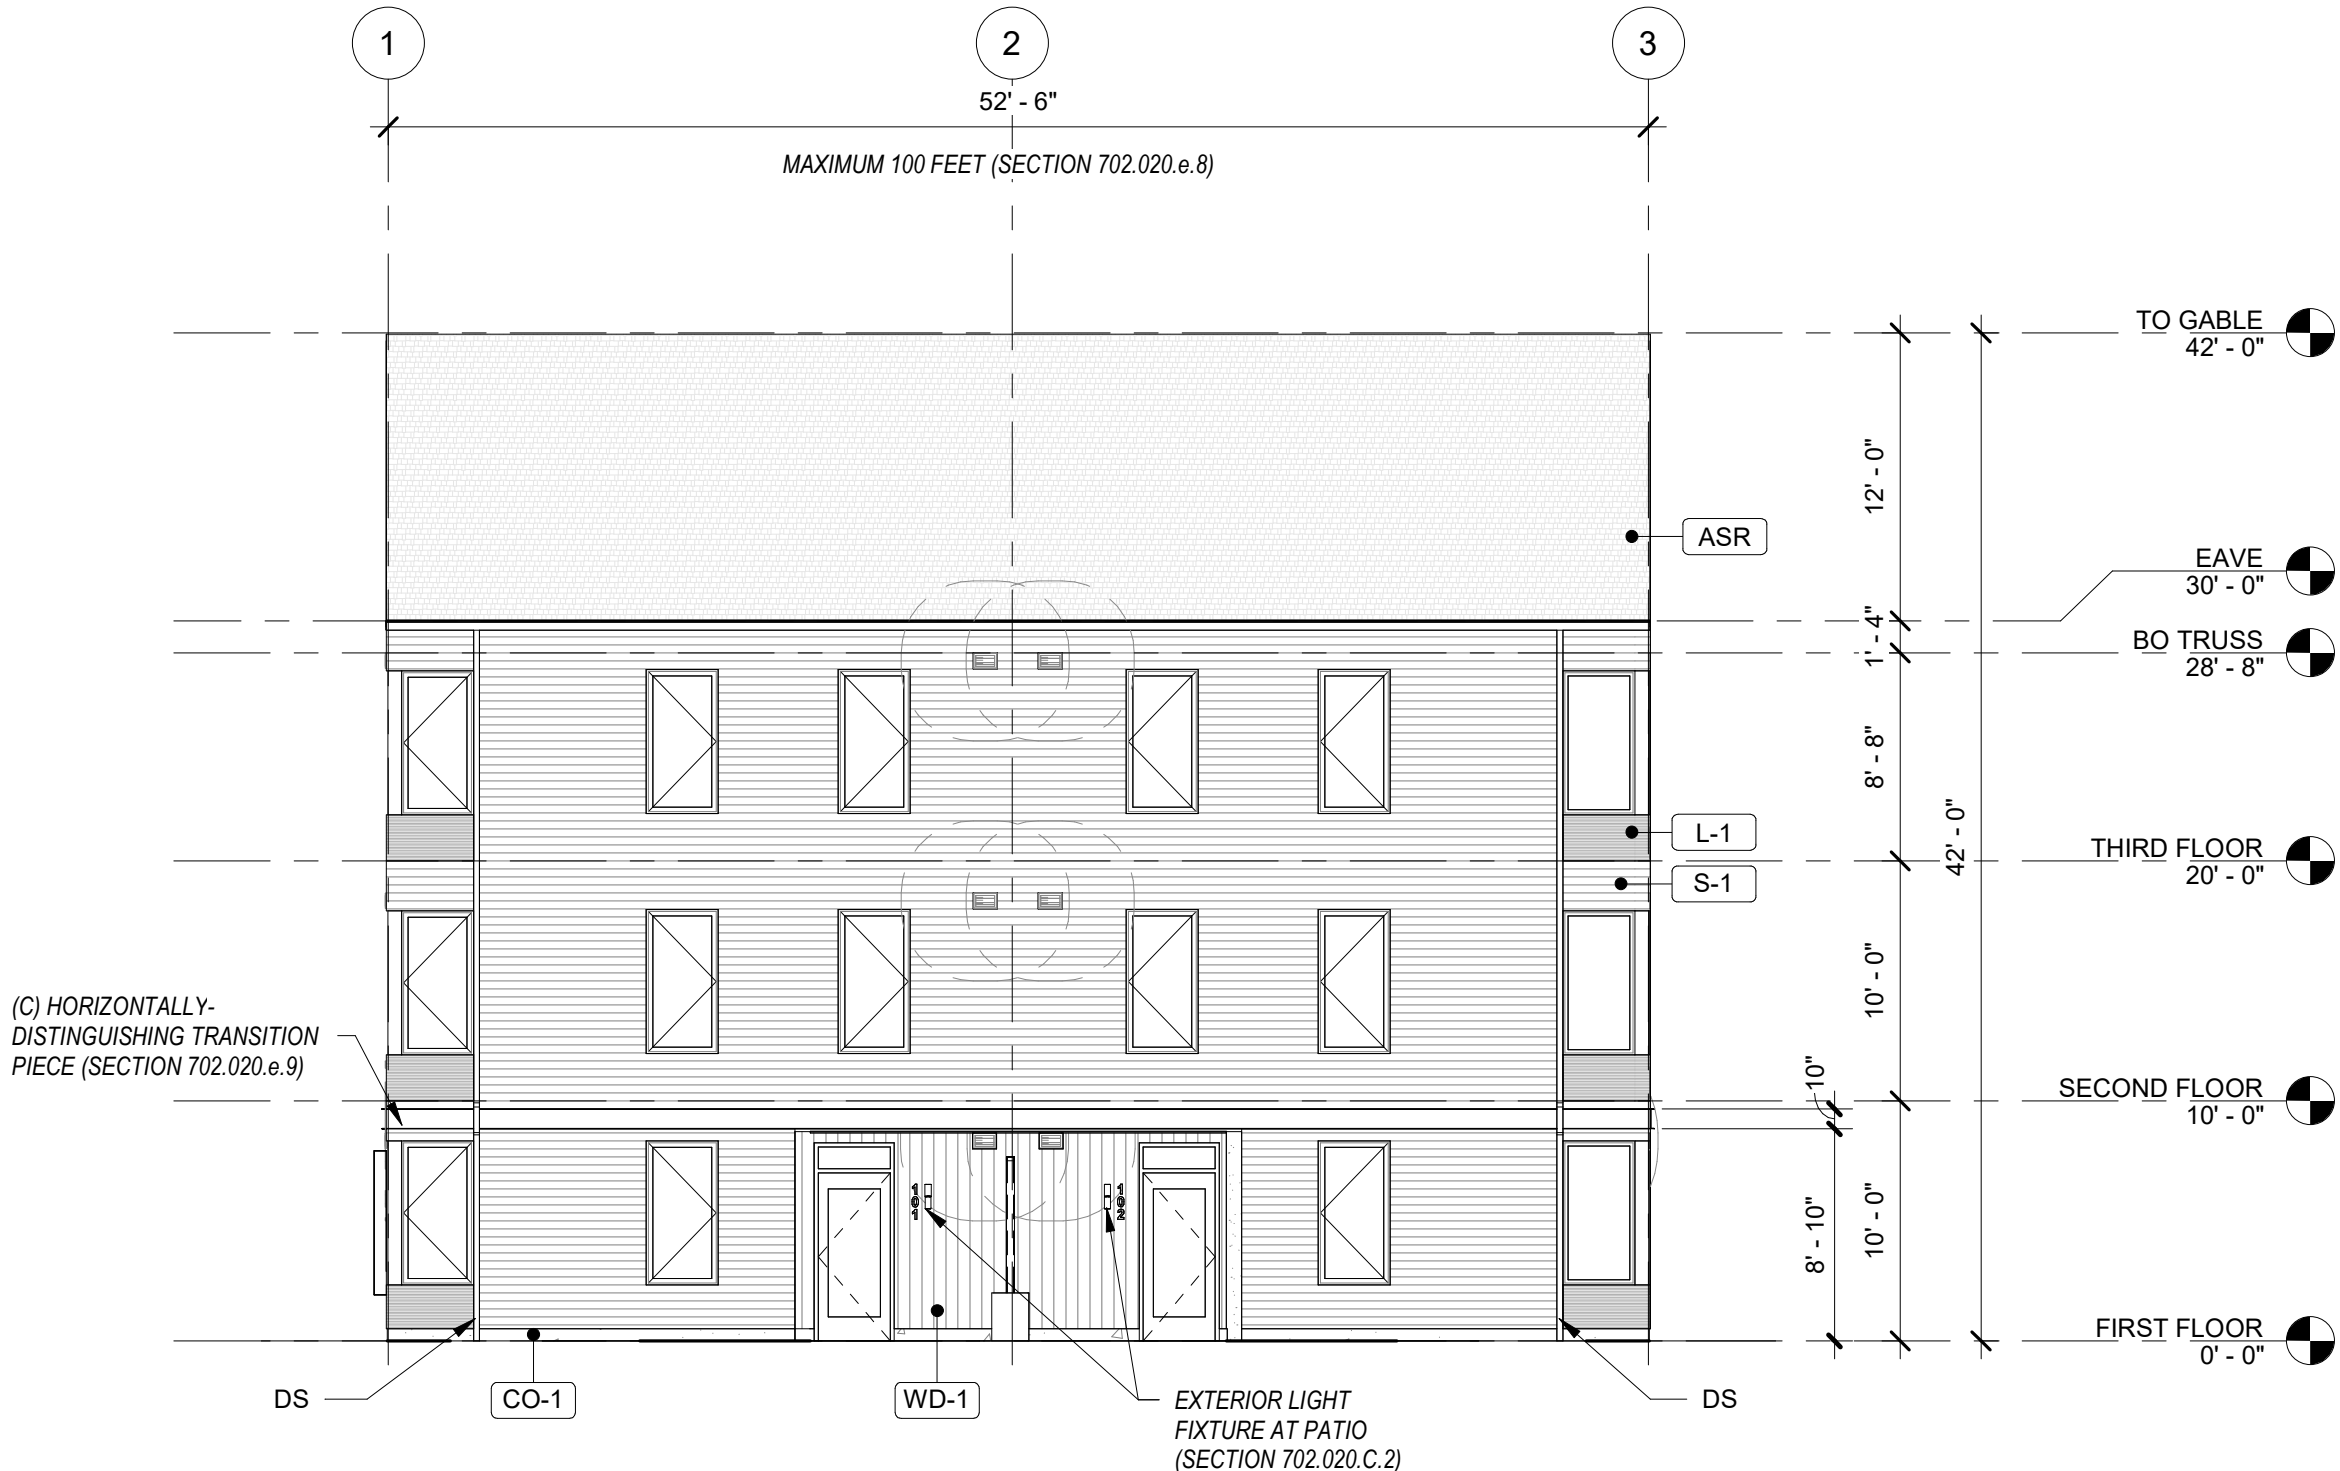 1
2
3
52' - 6"
MAXIMUM 100 FEET (SECTION 702.020.e.8)
TO GABLE
42' - 0"
12' - 0"
ASR
EAVE
30' - 0"
1' - 4"
BO TRUSS
28' - 8"
8' - 8"
42' - 0"
L-1
THIRD FLOOR
20' - 0"
S-1
10' - 0"
(C) HORIZONTALLY-
DISTINGUISHING TRANSITION
PIECE (SECTION 702.020.e.9)
10"
SECOND FLOOR
10' - 0"
101
102
8' - 10"
10' - 0"
FIRST FLOOR
0' - 0"
DS
CO-1
WD-1
EXTERIOR LIGHT
FIXTURE AT PATIO
(SECTION 702.020.C.2)
DS